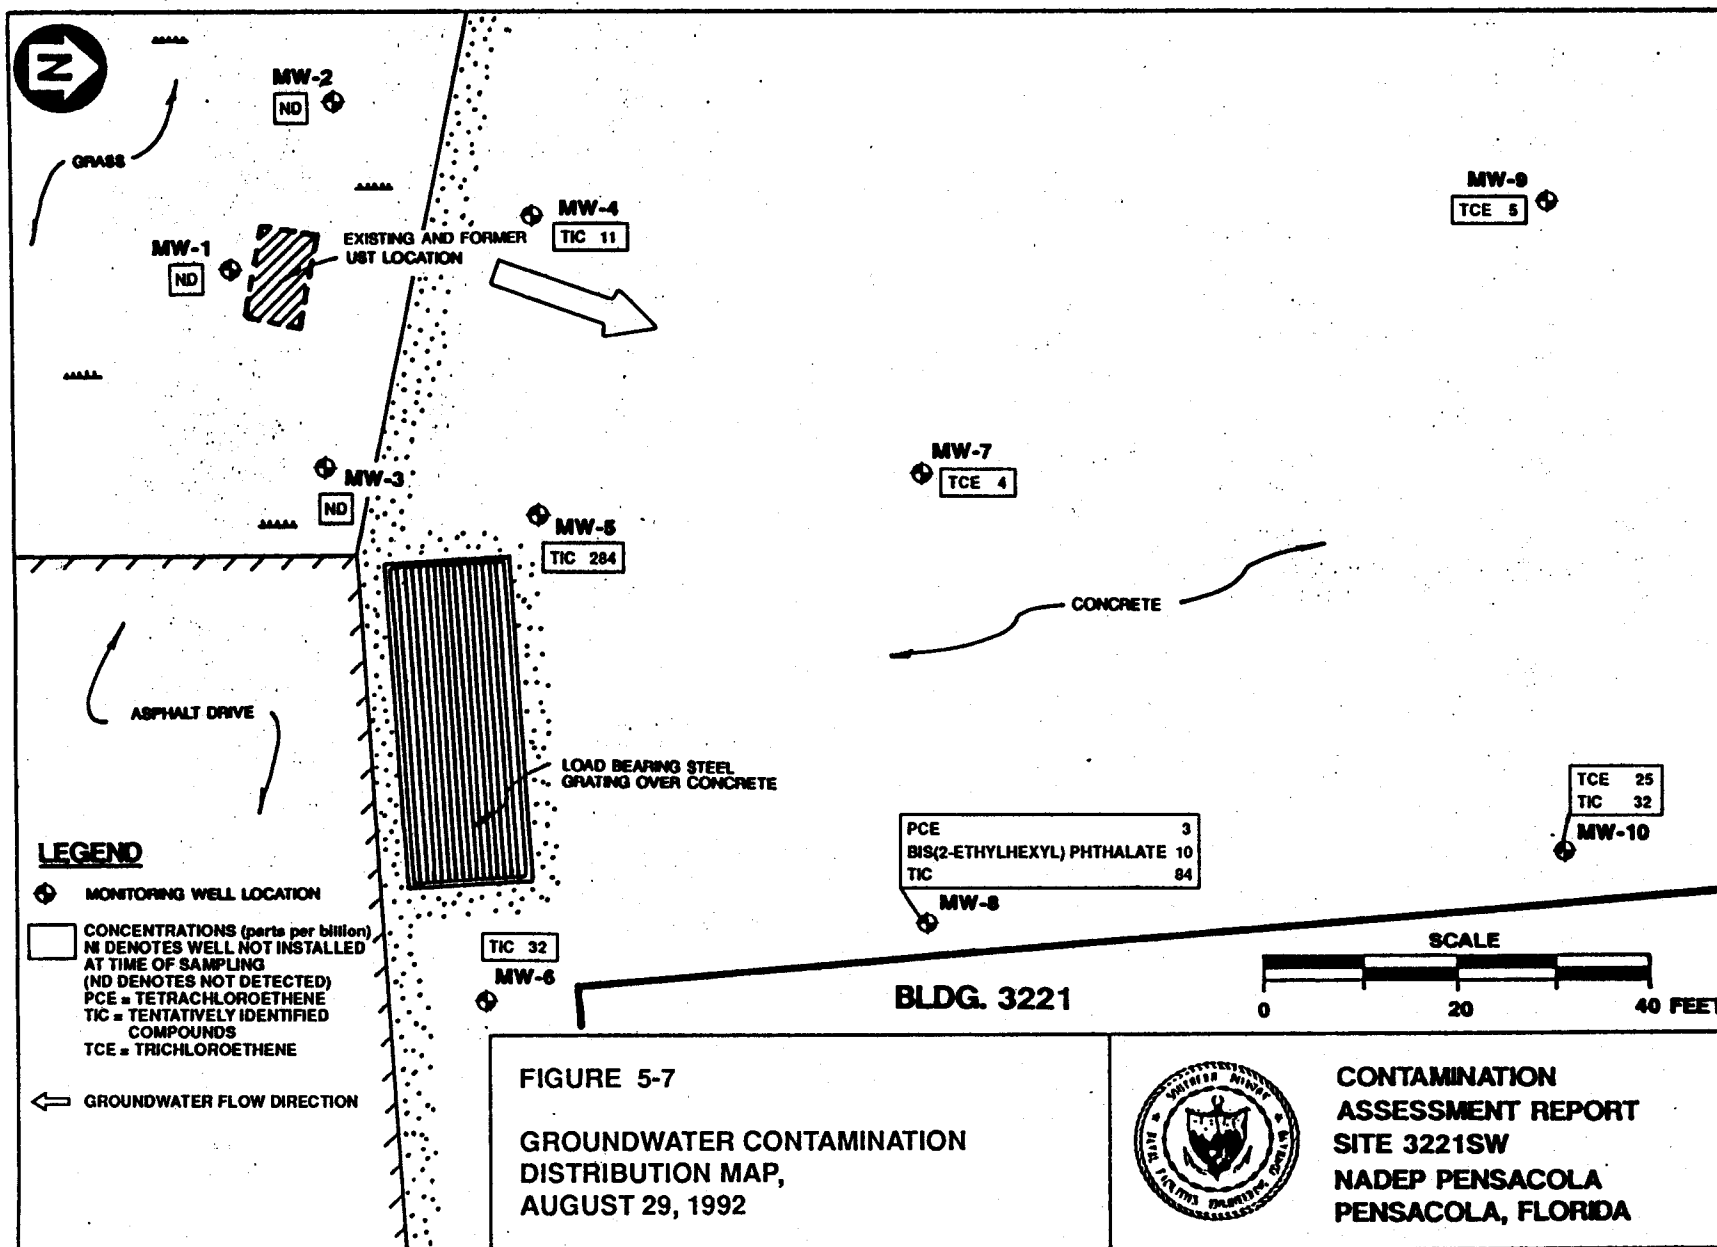 N
MW-2
ND
GRASS
MW-1
ND
EXISTING AND FORMER
UST LOCATION
MW-4
TIC 11
MW-9
TCE 5
MW-3
ND
MW-5
TIC 284
MW-7
TCE 4
CONCRETE
ASPHALT DRIVE
LOAD BEARING STEEL
GRATING OVER CONCRETE
TCE 25
TIC 32
MW-10
PCE 3
BIS(2-ETHYLHEXYL) PHTHALATE 10
TIC 84
MW-8
TIC 32
MW-6
BLDG. 3221
SCALE
0 20 40 FEET
LEGEND
MONITORING WELL LOCATION
CONCENTRATIONS (parts per billion)
NI DENOTES WELL NOT INSTALLED
AT TIME OF SAMPLING
(ND DENOTES NOT DETECTED)
PCE = TETRACHLOROETHENE
TIC = TENTATIVELY IDENTIFIED
COMPOUNDS
TCE = TRICHLOROETHENE
GROUNDWATER FLOW DIRECTION
FIGURE 5-7
GROUNDWATER CONTAMINATION
DISTRIBUTION MAP,
AUGUST 29, 1992
SOUTHERN DIVISION
CONTAMINATION
ASSESSMENT REPORT
SITE 3221SW
NADEP PENSACOLA
PENSACOLA, FLORIDA